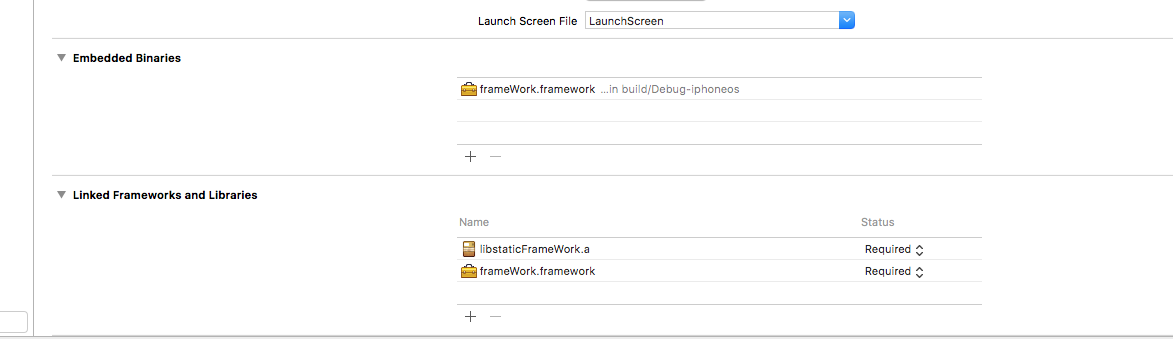 Launch Screen File LaunchScreen
Embedded Binaries
frameWork.framework ...in build/Debug-iphoneos
Linked Frameworks and Libraries
Name Status
libstaticFrameWork.a Required
frameWork.framework Required